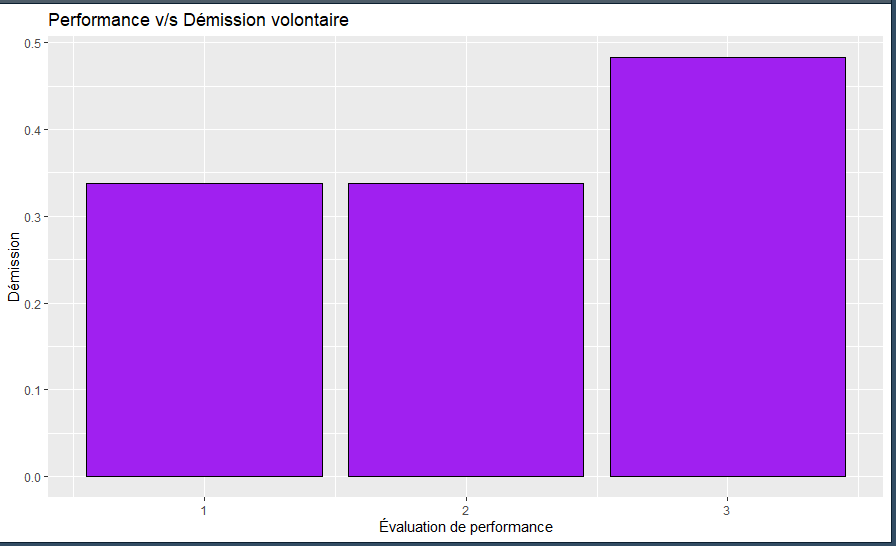 Performance v/s Démission volontaire
0.5
0.4
0.3
0.2
0.1
0.0
Démission
1 2 3
Évaluation de performance